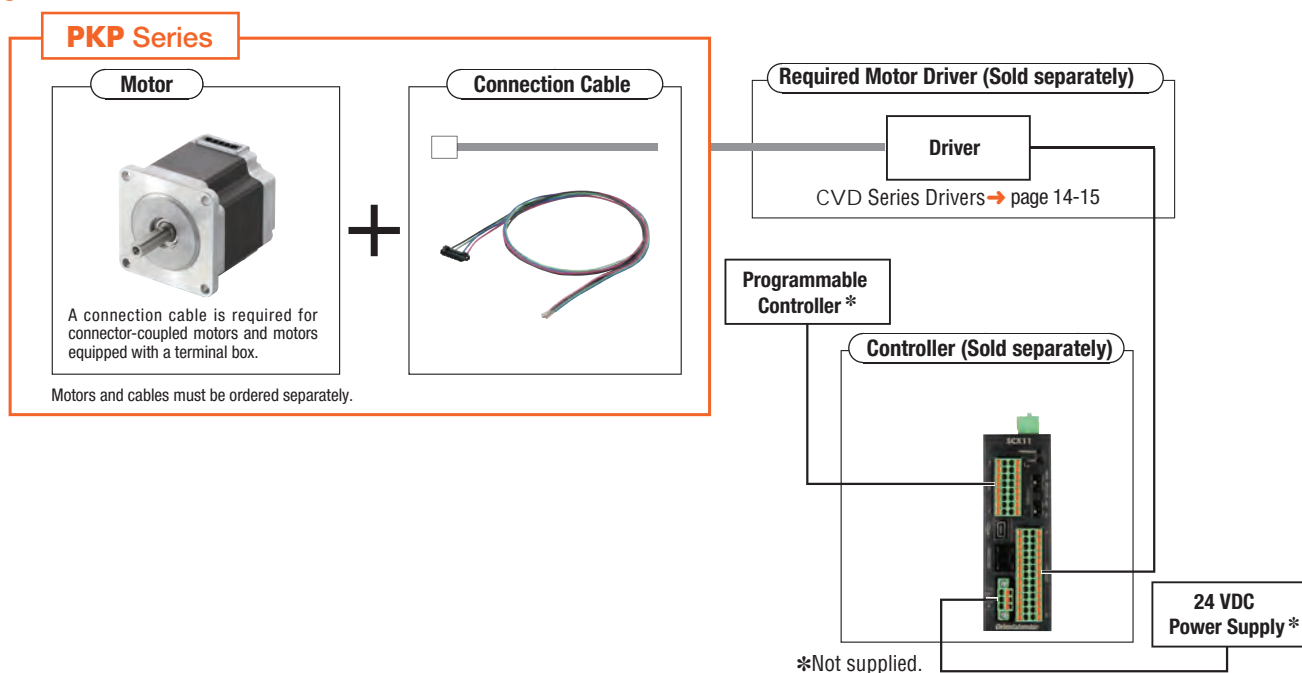 PKP Series
Motor
Connection Cable
Required Motor Driver (Sold separately)
Driver
CVD Series Drivers➜ page 14-15
A connection cable is required for
connector-coupled motors and motors
equipped with a terminal box.
Motors and cables must be ordered separately.
Programmable
Controller*
Controller (Sold separately)
SCX11
Orientalmotor
24 VDC
Power Supply*
*Not supplied.